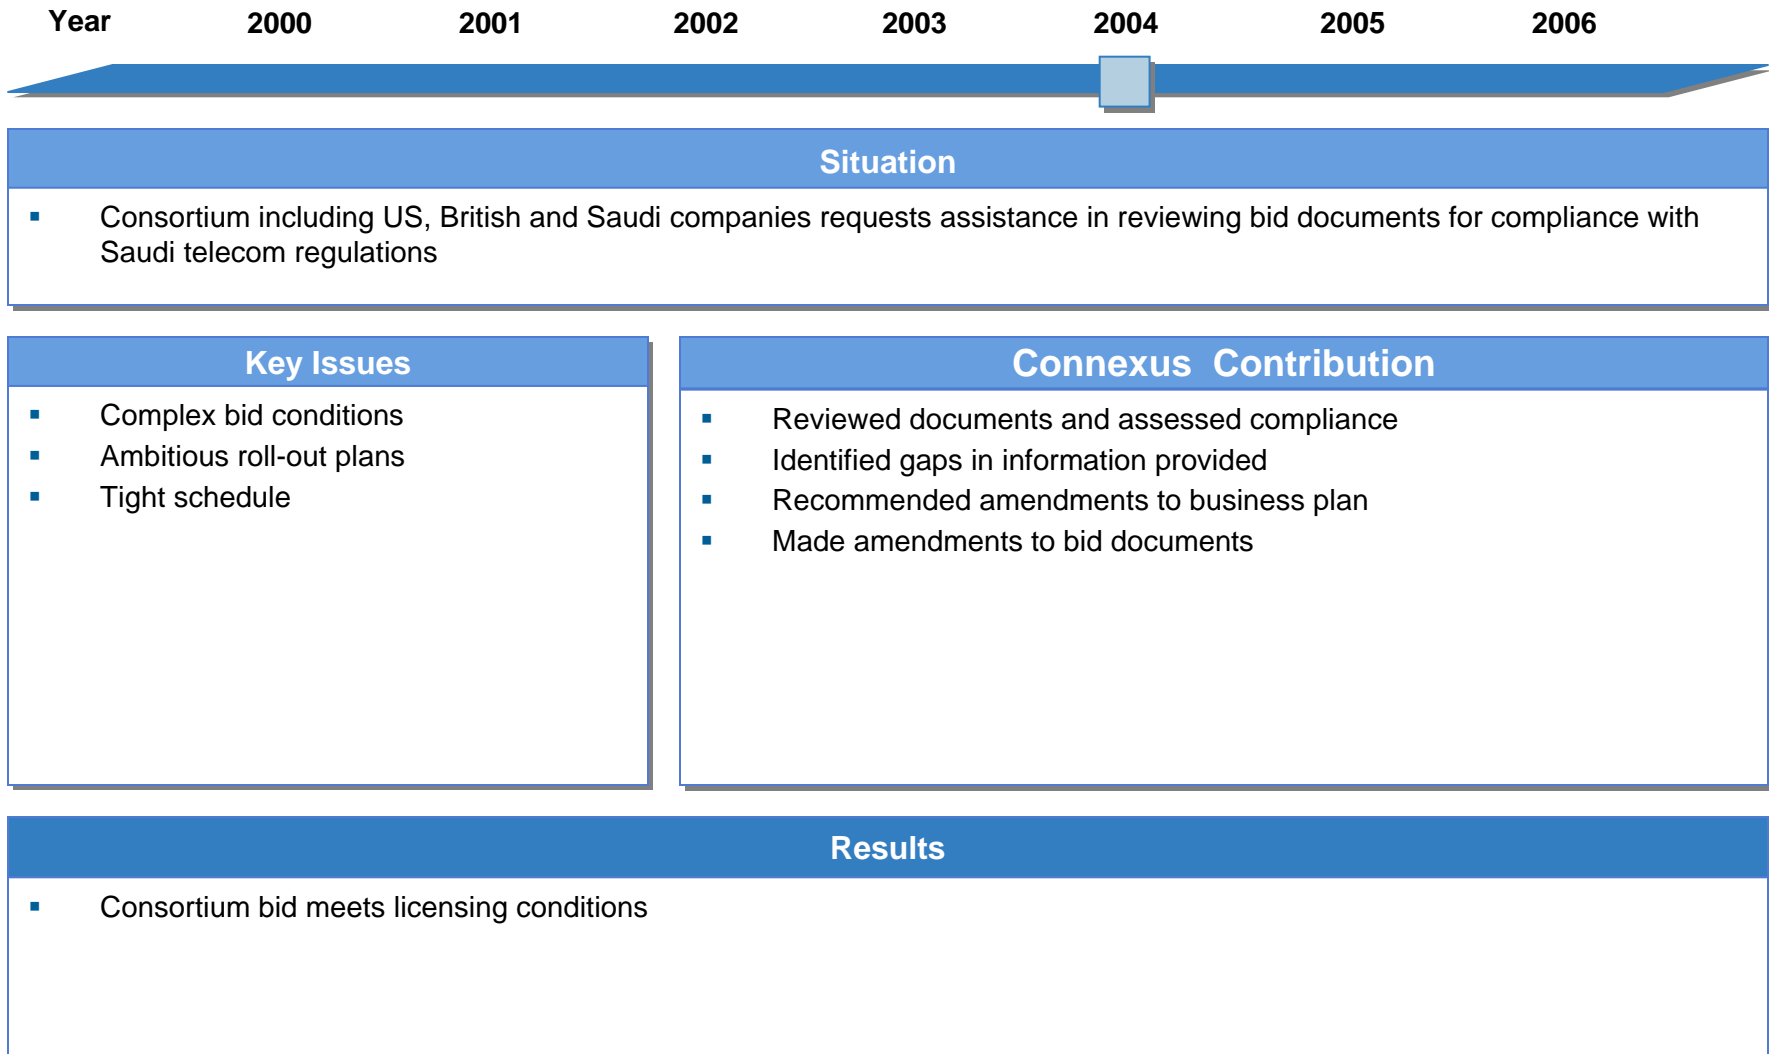 Year 2000 2001 2002 2003 2004 2005 2006
Situation
Consortium including US, British and Saudi companies requests assistance in reviewing bid documents for compliance with
Saudi telecom regulations
Key Issues
Complex bid conditions
Ambitious roll-out plans
Tight schedule
Connexus Contribution
Reviewed documents and assessed compliance
Identified gaps in information provided
Recommended amendments to business plan
Made amendments to bid documents
Results
Consortium bid meets licensing conditions